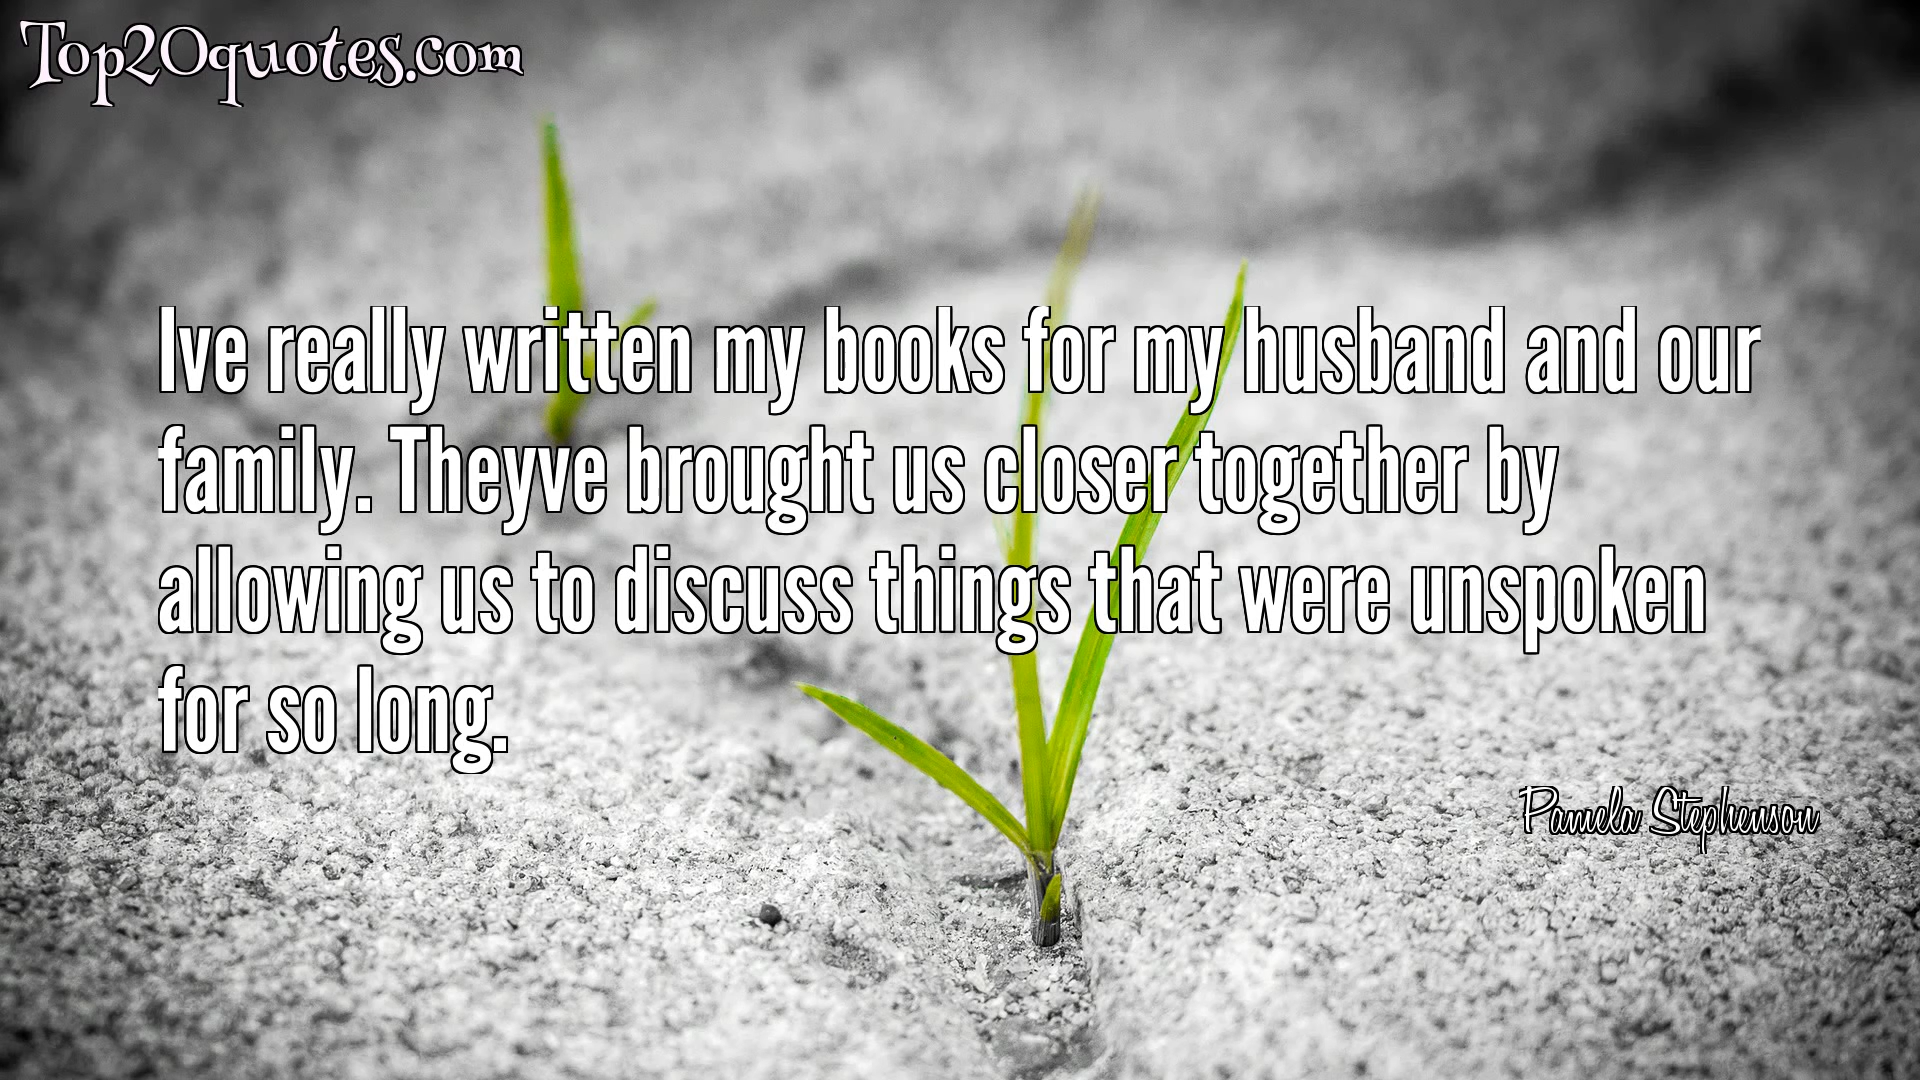 Top20quotes.com
Ive really written my books for my husband and our
family. Theyve brought us closer together by
allowing us to discuss things that were unspoken
for so long.
Pamela Stephenson